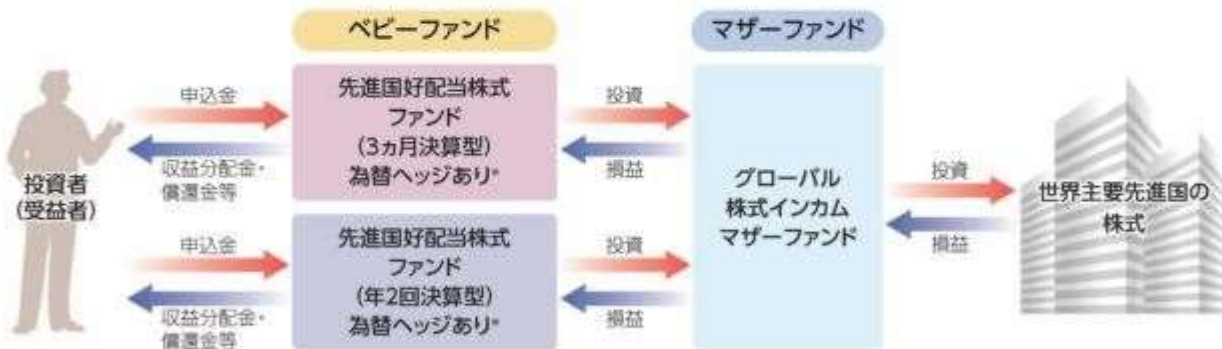 ベビーファンド
マザーファンド
投資者
(受益者)
申込金
収益分配金・
償還金等
先進国好配当株式
ファンド
(3ヵ月決算型)
為替ヘッジあり*
投資
損益
申込金
収益分配金・
償還金等
先進国好配当株式
ファンド
(年2回決算型)
為替ヘッジあり*
投資
損益
グローバル
株式インカム
マザーファンド
投資
損益
世界主要先進国の
株式